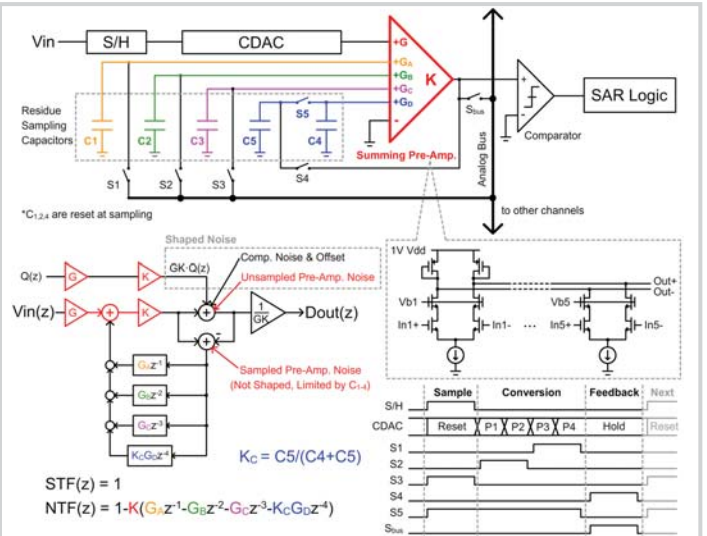 Vin
S/H
CDAC
+G
+GA
+GB
+GC
+GD
-
K
Summing Pre-Amp.
Residue
Sampling
Capacitors
C1
C2
C3
C5
S5
C4
S1
S2
S3
S4
Sbus
Analog Bus
+
-
Comparator
SAR Logic
*C1,2,4 are reset at sampling
to other channels
Shaped Noise
Q(z)
G
K
GK·Q(z)
Comp. Noise & Offset
Unsampled Pre-Amp. Noise
Vin(z)
G
+
K
+
1
GK
Dout(z)
-
+
Sampled Pre-Amp. Noise
(Not Shaped, Limited by C1-4)
GAz-1
GBz-2
GCz-3
KCGDz-4
KC = C5/(C4+C5)
STF(z) = 1
NTF(z) = 1-K(GAz-1-GBz-2-GCz-3-KCGDz-4)
1V Vdd
Out+
Out-
Vb1
Vb5
In1+
In1-
...
In5+
In5-
Sample
Conversion
Feedback
Next
S/H
CDAC
Reset
P1
P2
P3
P4
Hold
Reset
S1
S2
S3
S4
S5
Sbus